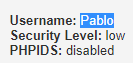 Username: Pablo
Security Level: low
PHPIDS: disabled